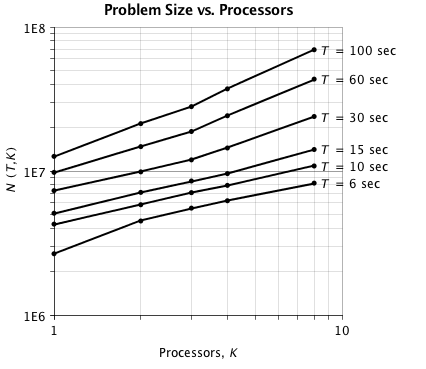 Problem Size vs. Processors
1E8
T = 100 sec
T = 60 sec
T = 30 sec
1E7
T = 15 sec
T = 10 sec
T = 6 sec
N (T,K)
1E6
1
10
Processors, K